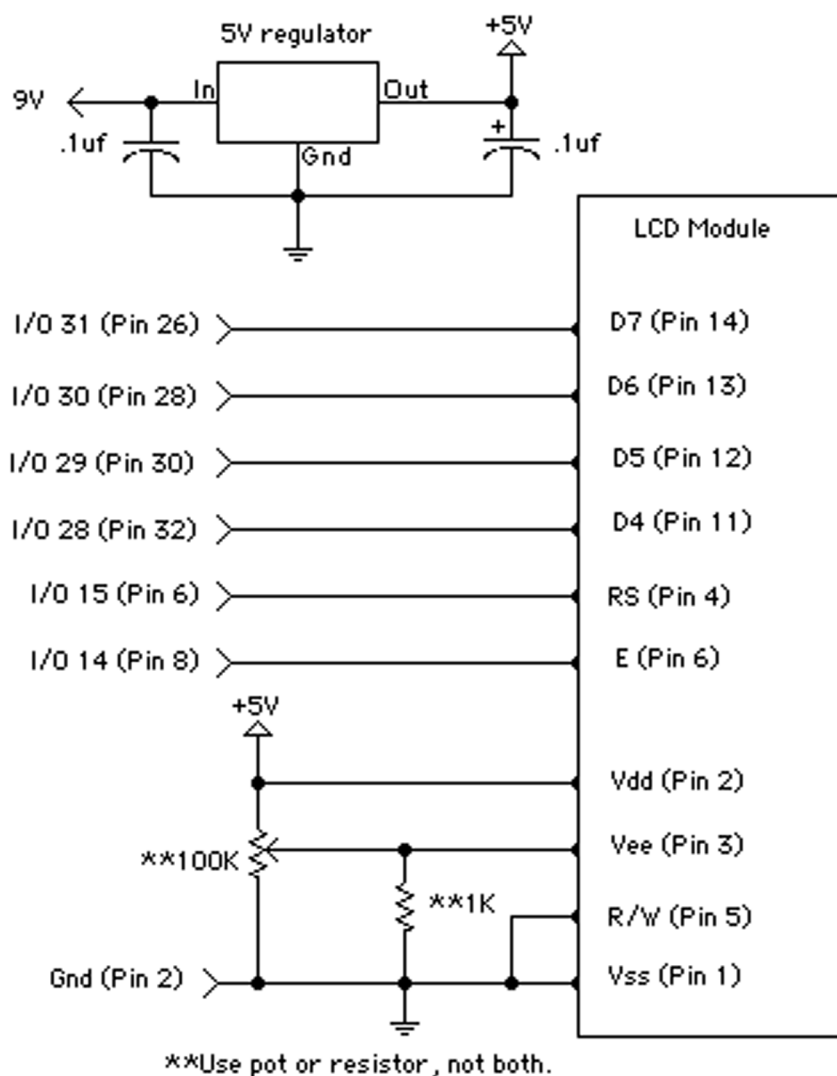 5V regulator
+5V
9V
In
Out
.1uf
Gnd
+
.1uf
LCD Module
I/O 31 (Pin 26)
D7 (Pin 14)
I/O 30 (Pin 28)
D6 (Pin 13)
I/O 29 (Pin 30)
D5 (Pin 12)
I/O 28 (Pin 32)
D4 (Pin 11)
I/O 15 (Pin 6)
RS (Pin 4)
I/O 14 (Pin 8)
E (Pin 6)
+5V
Vdd (Pin 2)
**100K
Vee (Pin 3)
**1K
R/W (Pin 5)
Gnd (Pin 2)
Vss (Pin 1)
**Use pot or resistor, not both.